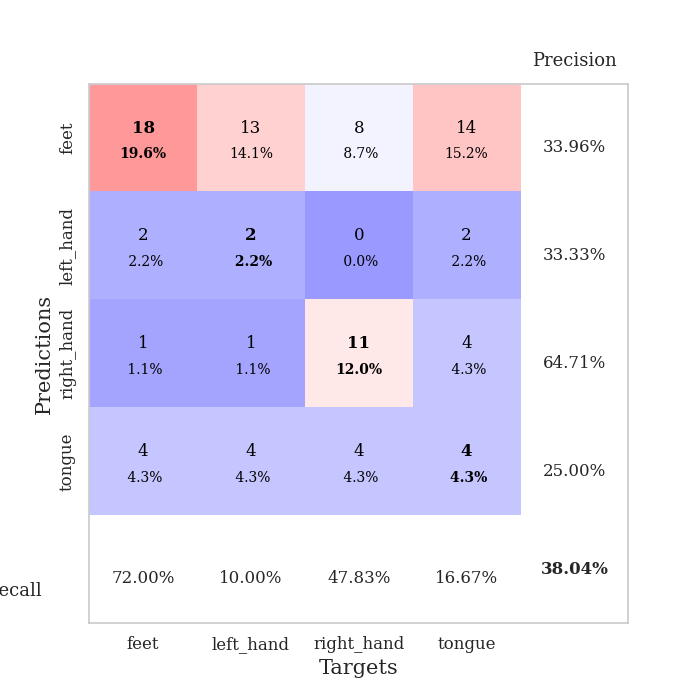 Precision
feet
18 13 8 14 33.96%
19.6% 14.1% 8.7% 15.2%
left_hand
2 2 0 2 33.33%
2.2% 2.2% 0.0% 2.2%
Predictions
right_hand
1 1 11 4 64.71%
1.1% 1.1% 12.0% 4.3%
tongue
4 4 4 4 25.00%
4.3% 4.3% 4.3% 4.3%
ecall 72.00% 10.00% 47.83% 16.67% 38.04%
feet left_hand right_hand tongue
Targets